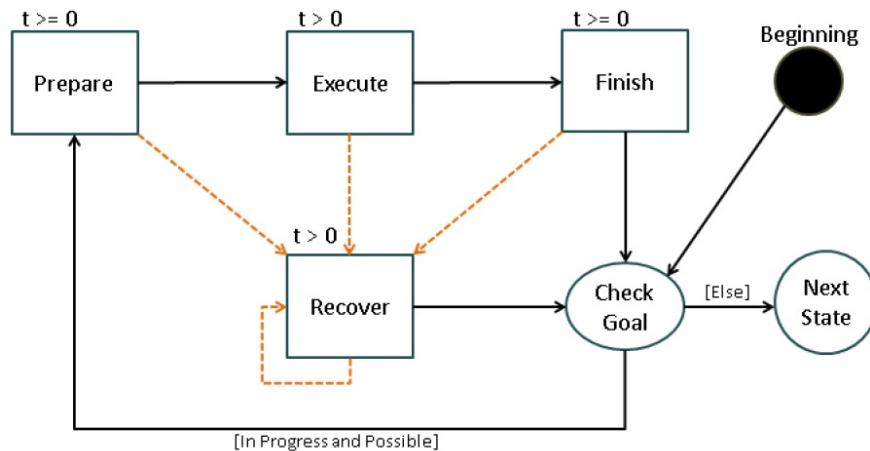 t >= 0
t > 0
t >= 0
Beginning
Prepare
Execute
Finish
t > 0
Recover
Check
Goal
[Else]
Next
State
[In Progress and Possible]